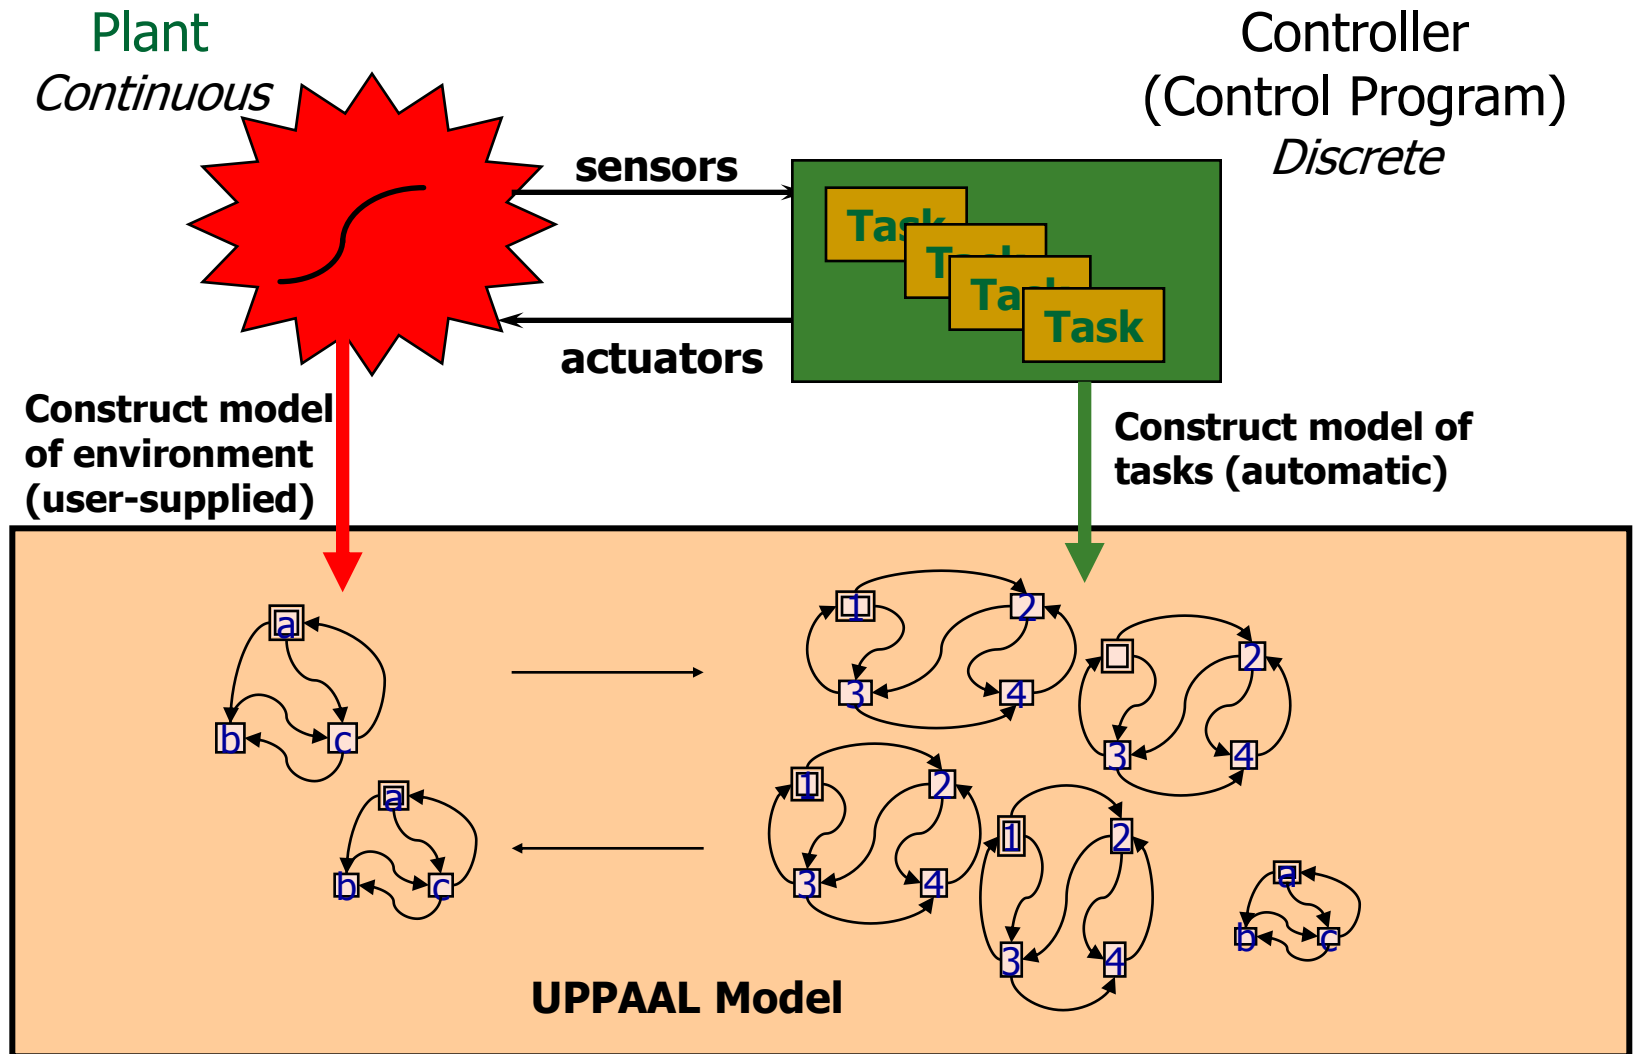 Plant
Continuous
Controller
(Control Program)
Discrete
sensors
actuators
Task
Task
Task
Task
Construct model
of environment
(user-supplied)
Construct model of
tasks (automatic)
a
b
c
a
b
c
1
2
3
4
2
3
4
1
2
3
4
1
2
3
4
a
b
c
UPPAAL Model